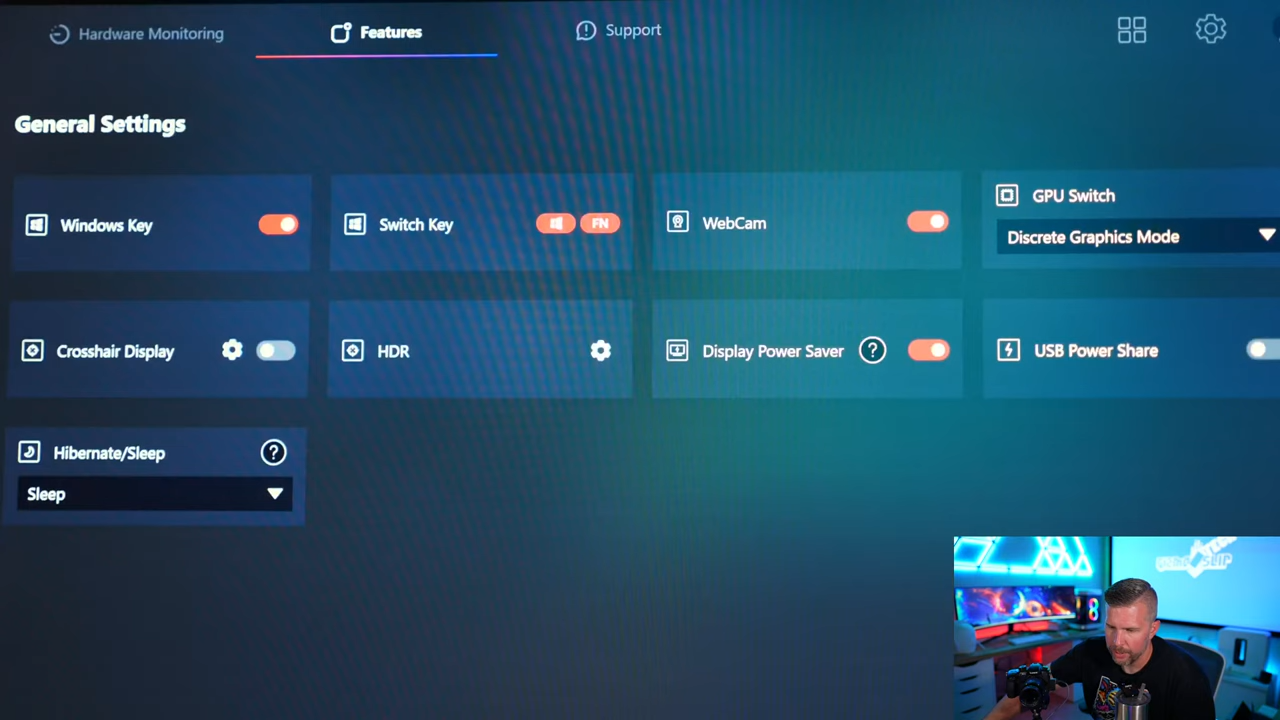 Hardware Monitoring
Features
Support
General Settings
Windows Key
Switch Key
FN
WebCam
GPU Switch
Discrete Graphics Mode
Crosshair Display
HDR
Display Power Saver
?
USB Power Share
Hibernate/Sleep
?
Sleep